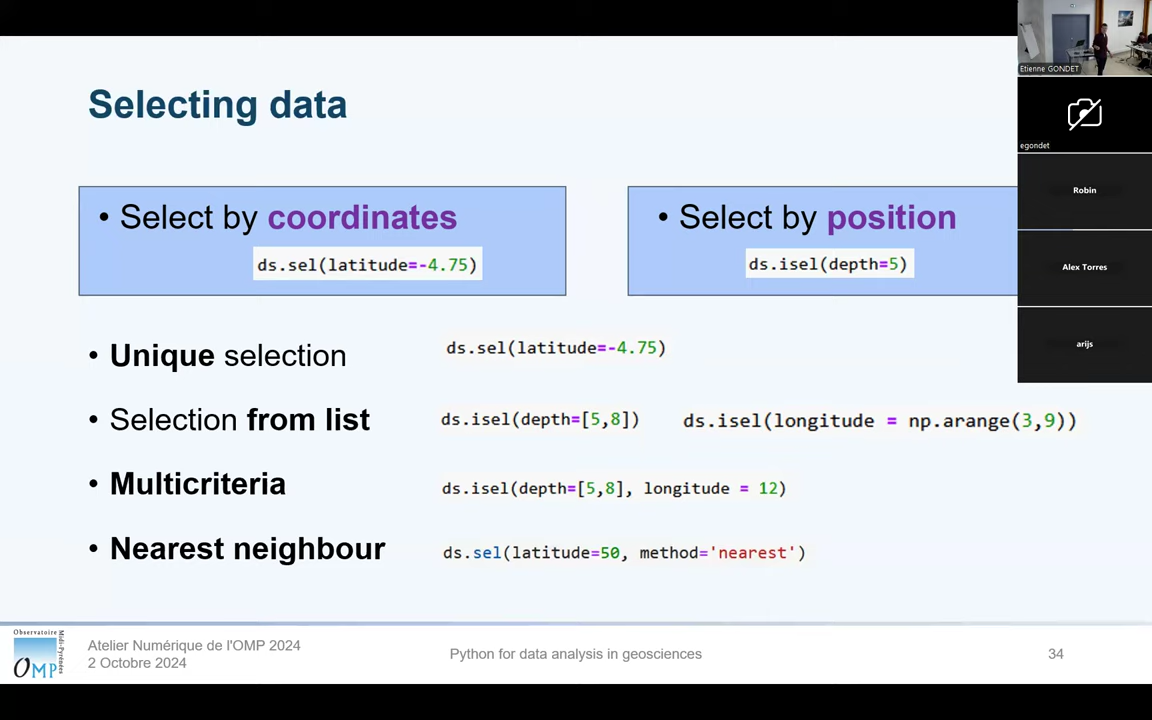 Selecting data
• Select by coordinates
ds.sel(latitude=-4.75)
• Select by position
ds.isel(depth=5)
• Unique selection
ds.sel(latitude=-4.75)
• Selection from list
ds.isel(depth=[5,8])
ds.isel(longitude = np.arange(3,9))
• Multicriteria
ds.isel(depth=[5,8], longitude = 12)
• Nearest neighbour
ds.sel(latitude=50, method='nearest')
Etienne GONDET
egondet
Robin
Alex Torres
arijs
Observatoire
Midi-Pyrénées
OMP
Atelier Numérique de l'OMP 2024
2 Octobre 2024
Python for data analysis in geosciences
34